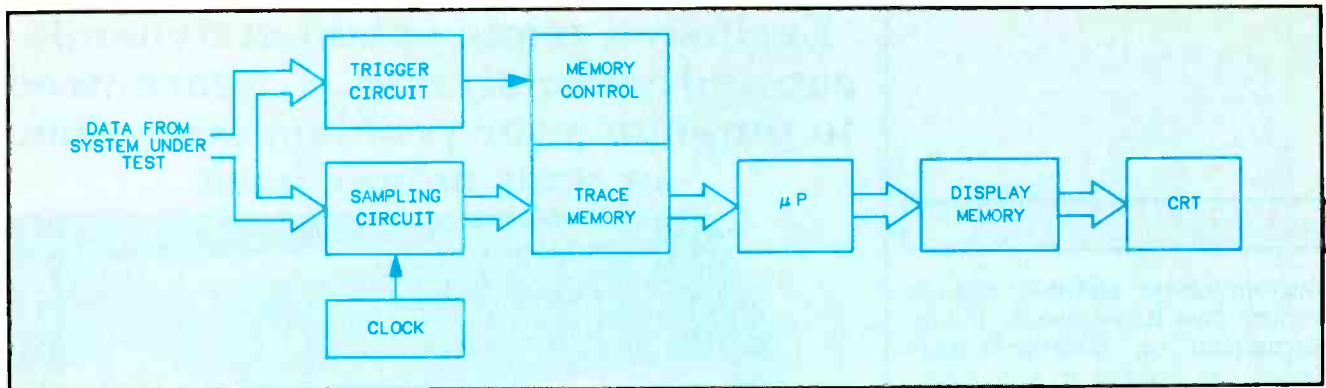 TRIGGER
CIRCUIT
MEMORY
CONTROL
DATA FROM
SYSTEM UNDER
TEST
SAMPLING
CIRCUIT
TRACE
MEMORY
μP
DISPLAY
MEMORY
CRT
CLOCK